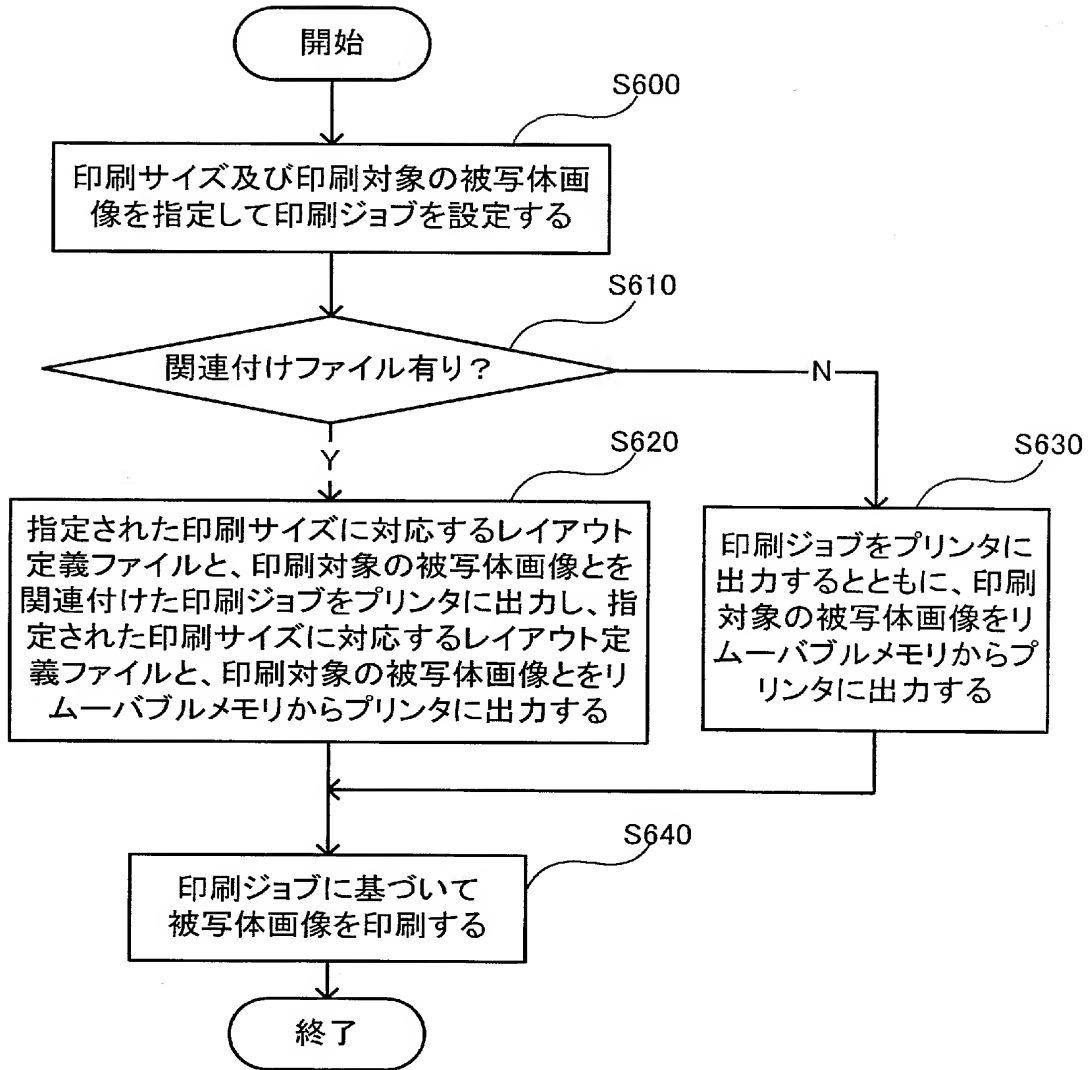 開始
S600
印刷サイズ及び印刷対象の被写体画
像を指定して印刷ジョブを設定する
S610
関連付けファイル有り？
N
Y
S620
指定された印刷サイズに対応するレイアウト
定義ファイルと、印刷対象の被写体画像とを
関連付けた印刷ジョブをプリンタに出力し、指
定された印刷サイズに対応するレイアウト定
義ファイルと、印刷対象の被写体画像とをリ
ムーバブルメモリからプリンタに出力する
S630
印刷ジョブをプリンタに
出力するとともに、印刷
対象の被写体画像をリ
ムーバブルメモリからプ
リンタに出力する
S640
印刷ジョブに基づいて
被写体画像を印刷する
終了